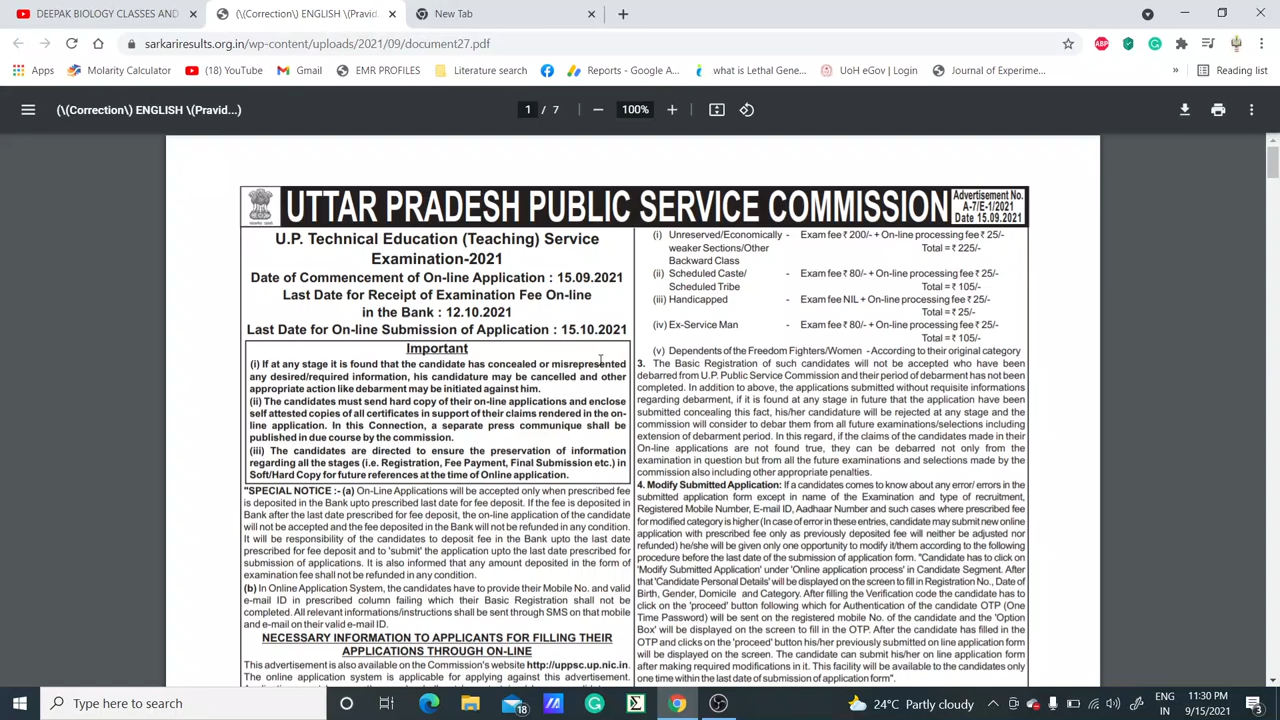 DEEPAK BIOLOGY CLASSES AND
(\(Correction) ENGLISH \(Pravid...
New Tab
sarkariresults.org.in/wp-content/uploads/2021/09/document27.pdf
Apps
Molarity Calculator
(18) YouTube
Gmail
EMR PROFILES
Literature search
Reports - Google A...
what is Lethal Gene...
UoH eGov | Login
Journal of Experime...
»
Reading list
(\(Correction) ENGLISH \(Pravid...)
1 / 7
100%
UTTAR PRADESH PUBLIC SERVICE COMMISSION
Advertisement No.
A-7/E-1/2021
Date 15.09.2021
U.P. Technical Education (Teaching) Service
Examination-2021
Date of Commencement of On-line Application : 15.09.2021
Last Date for Receipt of Examination Fee On-line
in the Bank : 12.10.2021
Last Date for On-line Submission of Application : 15.10.2021
Important
(i) If at any stage it is found that the candidate has concealed or misrepresented
any desired/required information, his candidature may be cancelled and other
appropriate action like debarment may be initiated against him.
(ii) The candidates must send hard copy of their on-line applications and enclose
self attested copies of all certificates in support of their claims rendered in the on-
line application. In this Connection, a separate press communique shall be
published in due course by the commission.
(iii) The candidates are directed to ensure the preservation of information
regarding all the stages (i.e. Registration, Fee Payment, Final Submission etc.) in
Soft/Hard Copy for future references at the time of Online application.
"SPECIAL NOTICE :- (a) On-Line Applications will be accepted only when prescribed fee
is deposited in the Bank upto prescribed last date for fee deposit. If the fee is deposited in
Bank after the last date prescribed for fee deposit, the on-line application of the candidate
will not be accepted and the fee deposited in the Bank will not be refunded in any condition.
It will be responsibility of the candidates to deposit fee in the Bank upto the last date
prescribed for fee deposit and to 'submit' the application upto the last date prescribed for
submission of applications. It is also informed that any amount deposited in the form of
examination fee shall not be refunded in any condition.
(b) In Online Application System, the candidates have to provide their Mobile No. and valid
e-mail ID in prescribed column failing which their Basic Registration shall not be
completed. All relevant informations/instructions shall be sent through SMS on that mobile
and e-mail on their valid e-mail ID.
NECESSARY INFORMATION TO APPLICANTS FOR FILLING THEIR
APPLICATIONS THROUGH ON-LINE
This advertisement is also available on the Commission's website http://uppsc.up.nic.in.
The online application system is applicable for applying against this advertisement.
(i) Unreserved/Economically - Exam fee ₹ 200/- + On-line processing fee ₹ 25/-
weaker Sections/Other Total = ₹ 225/-
Backward Class
(ii) Scheduled Caste/ - Exam fee ₹ 80/- + On-line processing fee ₹ 25/-
Scheduled Tribe Total = ₹ 105/-
(iii) Handicapped - Exam fee NIL + On-line processing fee ₹ 25/-
Total = ₹ 25/-
(iv) Ex-Service Man - Exam fee ₹ 80/- + On-line processing fee ₹ 25/-
Total = ₹ 105/-
(v) Dependents of the Freedom Fighters/Women - According to their original category
3. The Basic Registration of such candidates will not be accepted who have been
debarred from U.P. Public Service Commission and their period of debarment has not been
completed. In addition to above, the applications submitted without requisite informations
regarding debarment, if it is found at any stage in future that the application have been
submitted concealing this fact, his/her candidature will be rejected at any stage and the
commission will consider to debar them from all future examinations/selections including
extension of debarment period. In this regard, if the claims of the candidates made in their
On-line applications are not found true, they can be debarred not only from the
examination in question but from all the future examinations and selections made by the
commission also including other appropriate penalties.
4. Modify Submitted Application: If a candidates comes to know about any error/ errors in the
submitted application form except in name of the Examination and type of recruitment,
Registered Mobile Number, E-mail ID, Aadhaar Number and such cases where prescribed fee
for modified category is higher (In case of error in these entries, candidate may submit new online
application with prescribed fee only as previously deposited fee will neither be adjusted nor
refunded) he/she will be given only one opportunity to modify it/them according to the following
procedure before the last date of the submission of application form. "Candidate has to click on
'Modify Submitted Application' under 'Online application process' in Candidate Segment. After
that 'Candidate Personal Details' will be displayed on the screen to fill in Registration No., Date of
Birth, Gender, Domicile and Category. After filling the Verification code the candidate has to
click on the 'proceed' button following which for Authentication of the candidate OTP (One
Time Password) will be sent on the registered mobile No. of the candidate and the 'Option
Box' will be displayed on the screen to fill in the OTP. After the candidate has filled in the
OTP and clicks on the 'proceed' button his/her previously submitted on line application form
will be displayed on the screen. The candidate can submit his/her on line application form
after making required modifications in it. This facility will be available to the candidates only
one time within the last date of submission of application form".
Type here to search
18
24°C Partly cloudy
ENG
IN
11:30 PM
9/15/2021
3